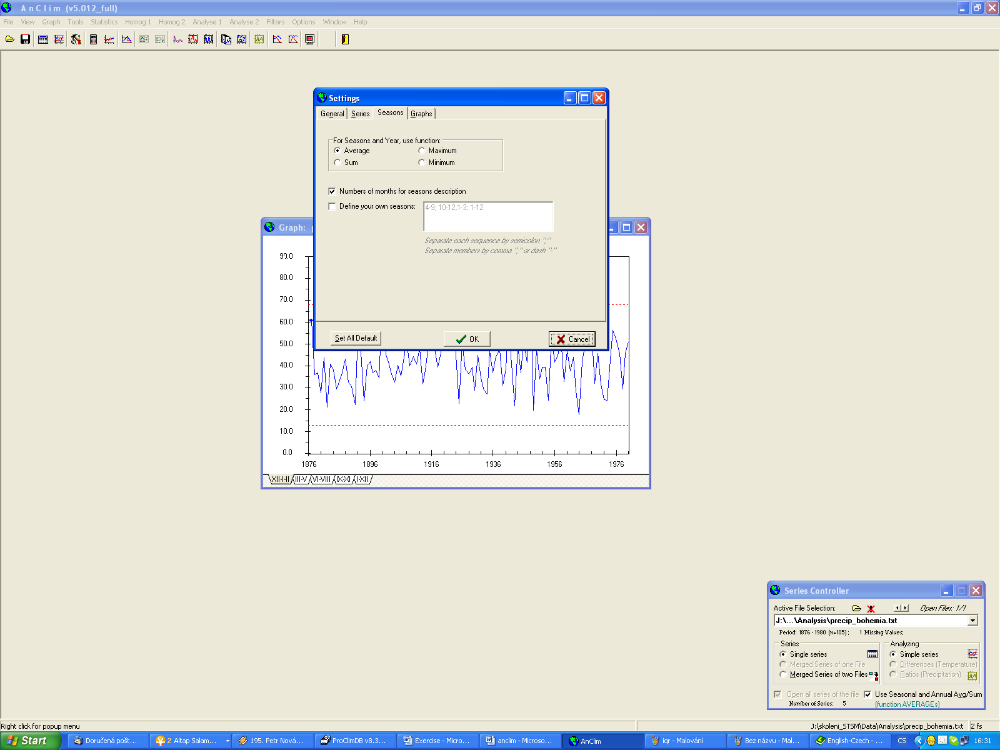 A n C l i m  (v5.012_full)
File View Graph Tools Statistics Homog 1 Homog 2 Analyse 1 Analyse 2 Filters Options Window Help
Settings
General Series Seasons Graphs
For Seasons and Year, use function:
Average Maximum
Sum Minimum
Numbers of months for seasons description
Define your own seasons: 4-9; 10-12,1-3; 1-12
Separate each sequence by semicolon ";"
Separate members by comma "," or dash "-"
Set All Default OK Cancel
Graph:
90.0
80.0
70.0
60.0
50.0
40.0
30.0
20.0
10.0
0.0
1876 1896 1916 1936 1956 1976
XII-I-II III-V VI-VIII IX-XI I-XII
Series Controller
Active File Selection: Open Files: 1/1
J:\...\Analysis\precip_bohemia.txt
Period: 1876 - 1980 (n=105); 1 Missing Values;
Series Analyzing
Single series Simple series
Merged Series of one File Differences (Temperature)
Merged Series of two Files Ratios (Precipitation)
Open all series of the file Use Seasonal and Annual Avg/Sum
Number of Series: 5 (function AVERAGEs)
Right click for popup menu J:\skoleni_STSM\Data\Analysis\precip_bohemia.txt 2 fs
Start Doručená pošt... 2 Altap Salam... 195. Petr Nová... ProClimDB v8.3... Exercise - Micro... anclim - Microso... AnClim iqr - Malování Bez názvu - Mal... English-Czech - ... CS 16:31